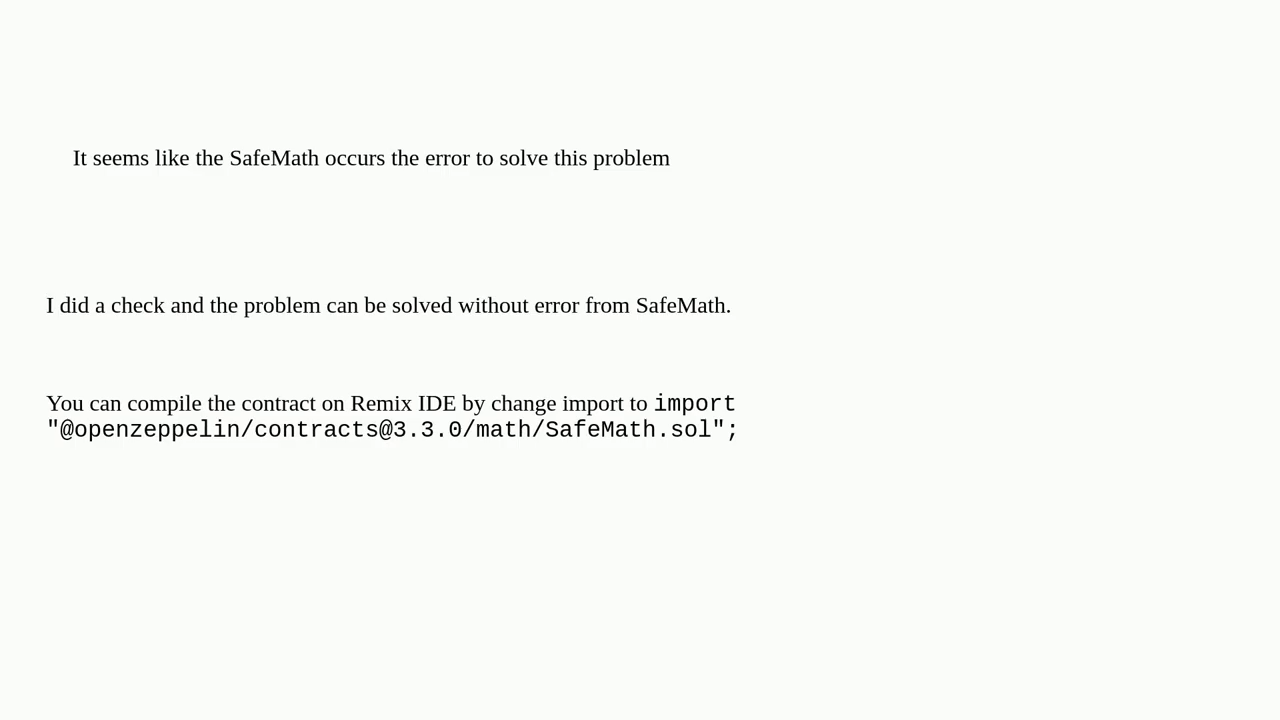 It seems like the SafeMath occurs the error to solve this problem
I did a check and the problem can be solved without error from SafeMath.
You can compile the contract on Remix IDE by change import to import
"@openzeppelin/contracts@3.3.0/math/SafeMath.sol";